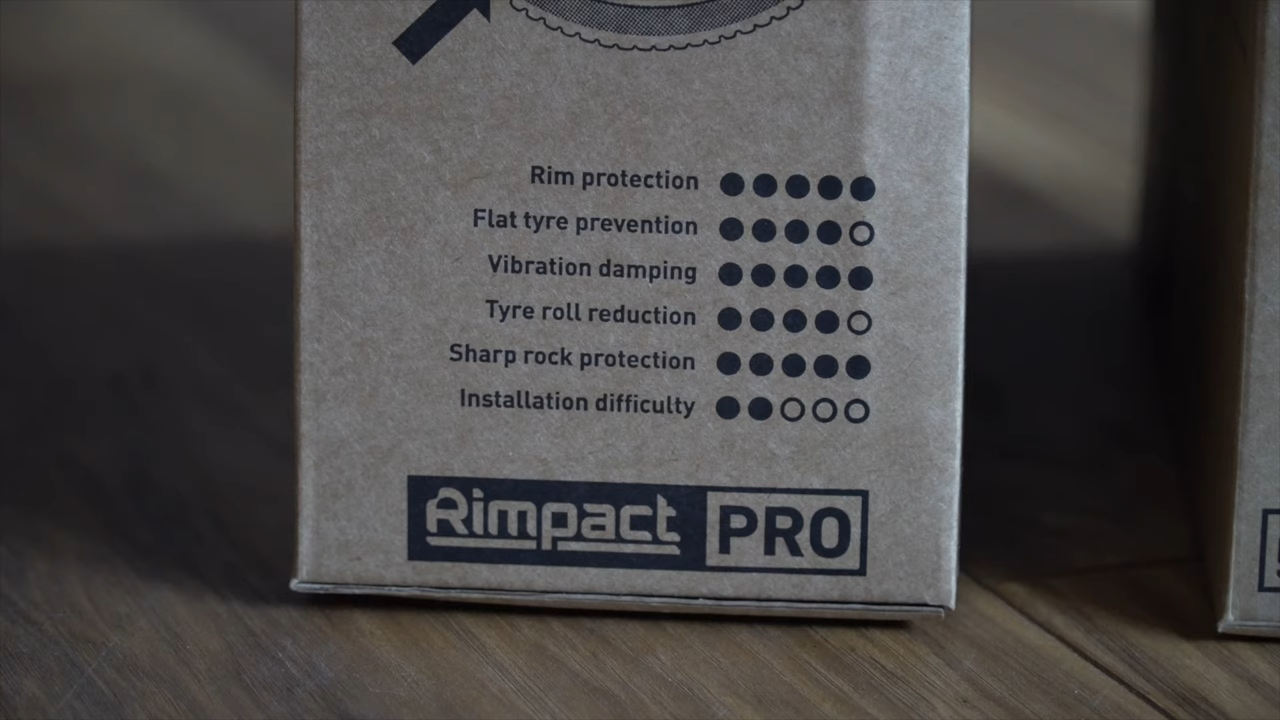 Rim protection
Flat tyre prevention
Vibration damping
Tyre roll reduction
Sharp rock protection
Installation difficulty
Rimpact PRO